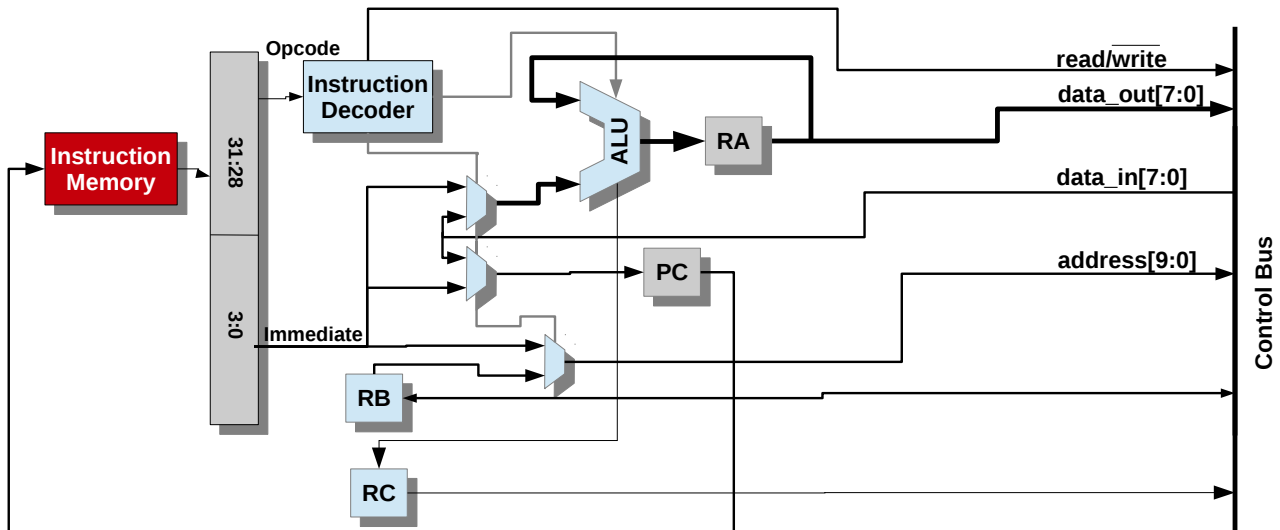 Opcode
Instruction
Decoder
read/write
data_out[7:0]
Instruction
Memory
31:28
ALU
RA
data_in[7:0]
PC
address[9:0]
3:0
Immediate
Control Bus
RB
RC